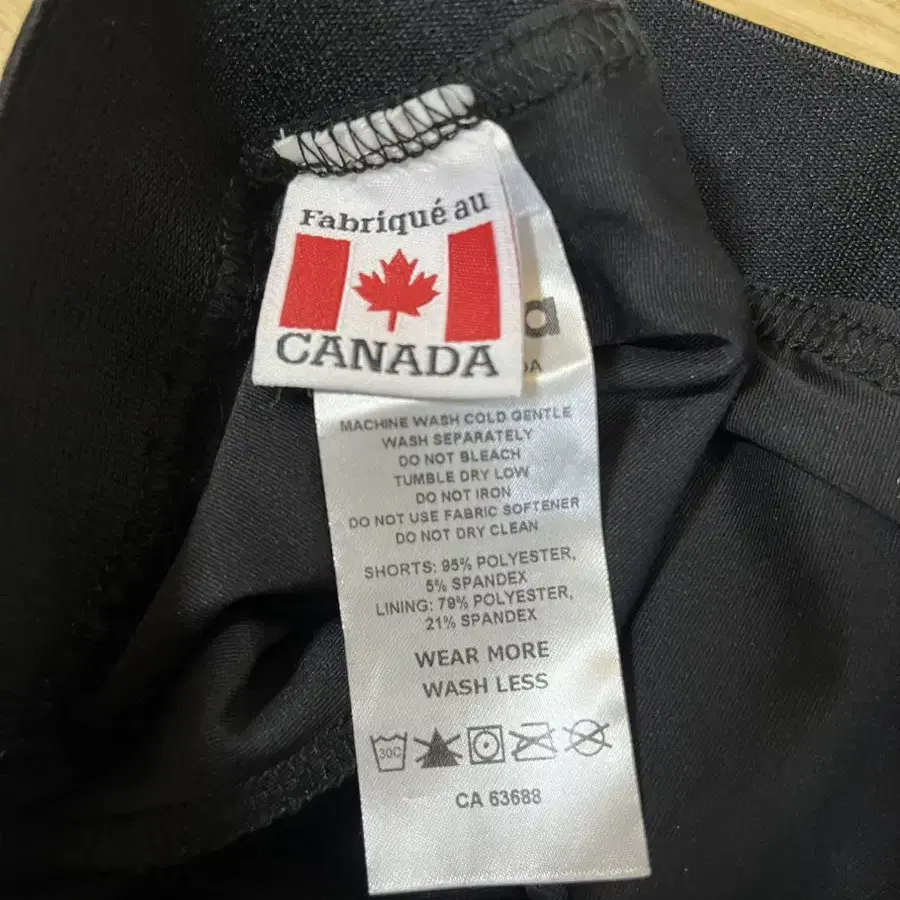 Fabriqué au
CANADA
MACHINE WASH COLD GENTLE
WASH SEPARATELY
DO NOT BLEACH
TUMBLE DRY LOW
DO NOT IRON
DO NOT USE FABRIC SOFTENER
DO NOT DRY CLEAN
SHORTS: 95% POLYESTER,
5% SPANDEX
LINING: 79% POLYESTER,
21% SPANDEX
WEAR MORE
WASH LESS
30C
CA 63688